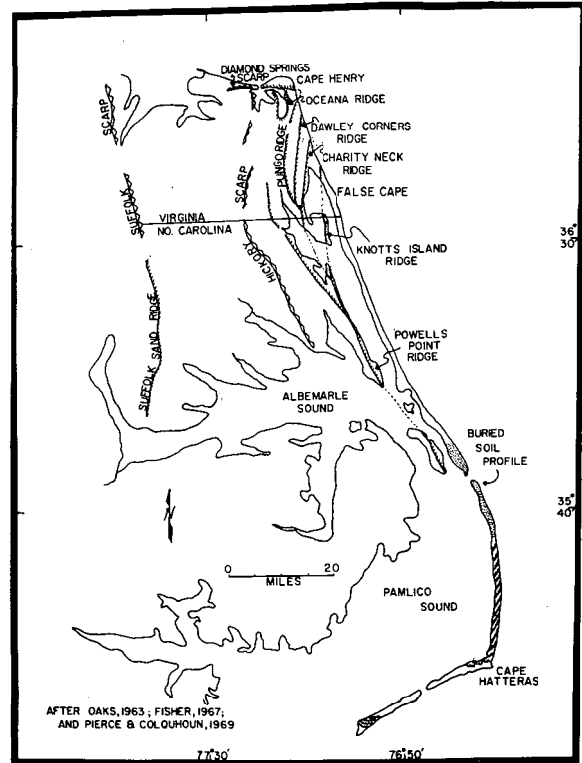 DIAMOND SPRINGS
SCARP
CAPE HENRY
OCEANA RIDGE
DAWLEY CORNERS
RIDGE
CHARITY NECK
RIDGE
FALSE CAPE
SCARP
SUFFOLK
PUNGO RIDGE
SCARP
HICKORY
VIRGINIA
NO. CAROLINA
36°
30'
KNOTTS ISLAND
RIDGE
SUFFOLK SAND RIDGE
POWELLS
POINT
RIDGE
ALBEMARLE
SOUND
BURIED
SOIL
PROFILE
35°
40'
N
0 20
MILES
PAMLICO
SOUND
CAPE
HATTERAS
AFTER OAKS, 1963; FISHER, 1967;
AND PIERCE & COLQUHOUN, 1969
77°30'
76°50'